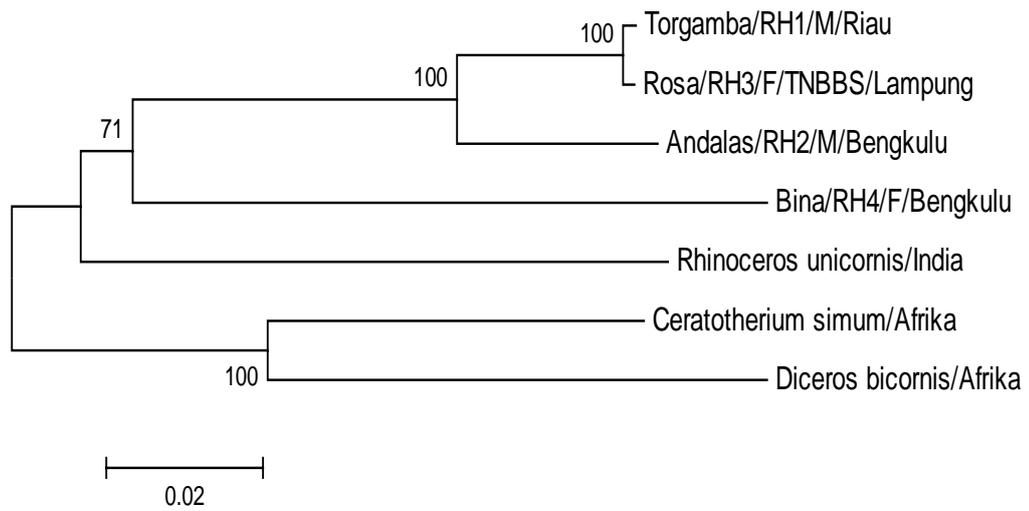 100
Torgamba/RH1/M/Riau
Rosa/RH3/F/TNBBS/Lampung
100
Andalas/RH2/M/Bengkulu
71
Bina/RH4/F/Bengkulu
Rhinoceros unicornis/India
Ceratotherium simum/Afrika
100
Diceros bicornis/Afrika
0.02